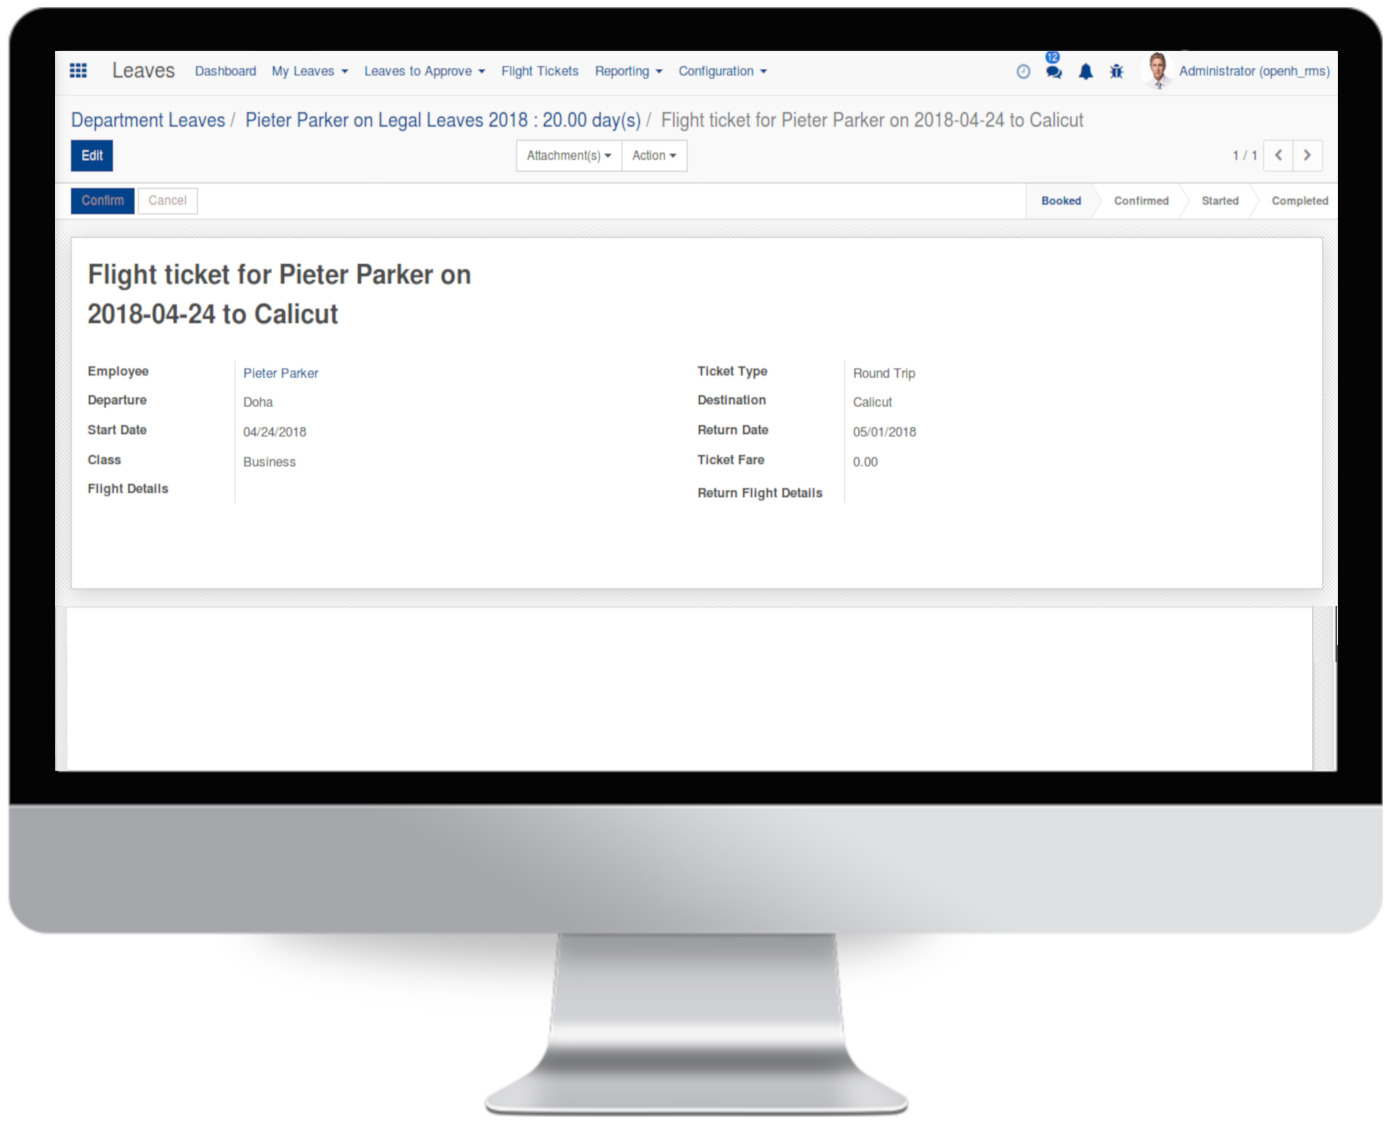 Leaves Dashboard My Leaves Leaves to Approve Flight Tickets Reporting Configuration 12 Administrator (openh_rms)
Department Leaves / Pieter Parker on Legal Leaves 2018 : 20.00 day(s) / Flight ticket for Pieter Parker on 2018-04-24 to Calicut
Edit Attachment(s) Action 1 / 1
Confirm Cancel Booked Confirmed Started Completed
Flight ticket for Pieter Parker on
2018-04-24 to Calicut
Employee Pieter Parker Ticket Type Round Trip
Departure Doha Destination Calicut
Start Date 04/24/2018 Return Date 05/01/2018
Class Business Ticket Fare 0.00
Flight Details Return Flight Details